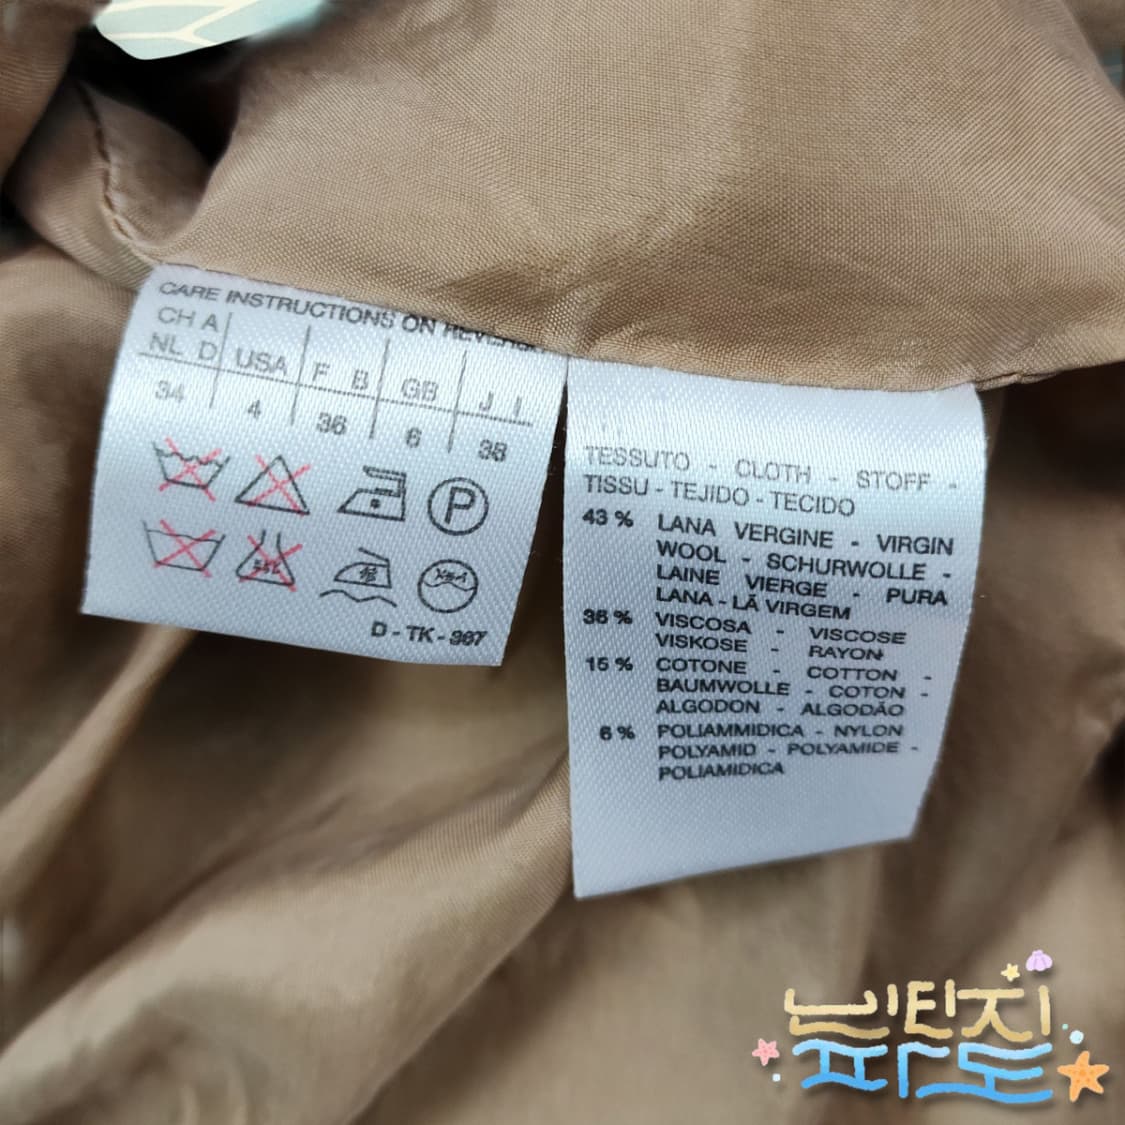 CARE INSTRUCTIONS ON REVERSE
CH A
NL D USA F B GB J I
34 4 36 6 38
P
D - TK - 367
TESSUTO - CLOTH - STOFF -
TISSU - TEJIDO - TECIDO
43 % LANA VERGINE - VIRGIN
WOOL - SCHURWOLLE -
LAINE VIERGE - PURA
LANA - LÃ VIRGEM
36 % VISCOSA - VISCOSE
VISKOSE - RAYON
15 % COTONE - COTTON -
BAUMWOLLE - COTON -
ALGODON - ALGODÃO
6 % POLIAMMIDICA - NYLON
POLYAMID - POLYAMIDE -
POLIAMIDICA
빈티지
파도